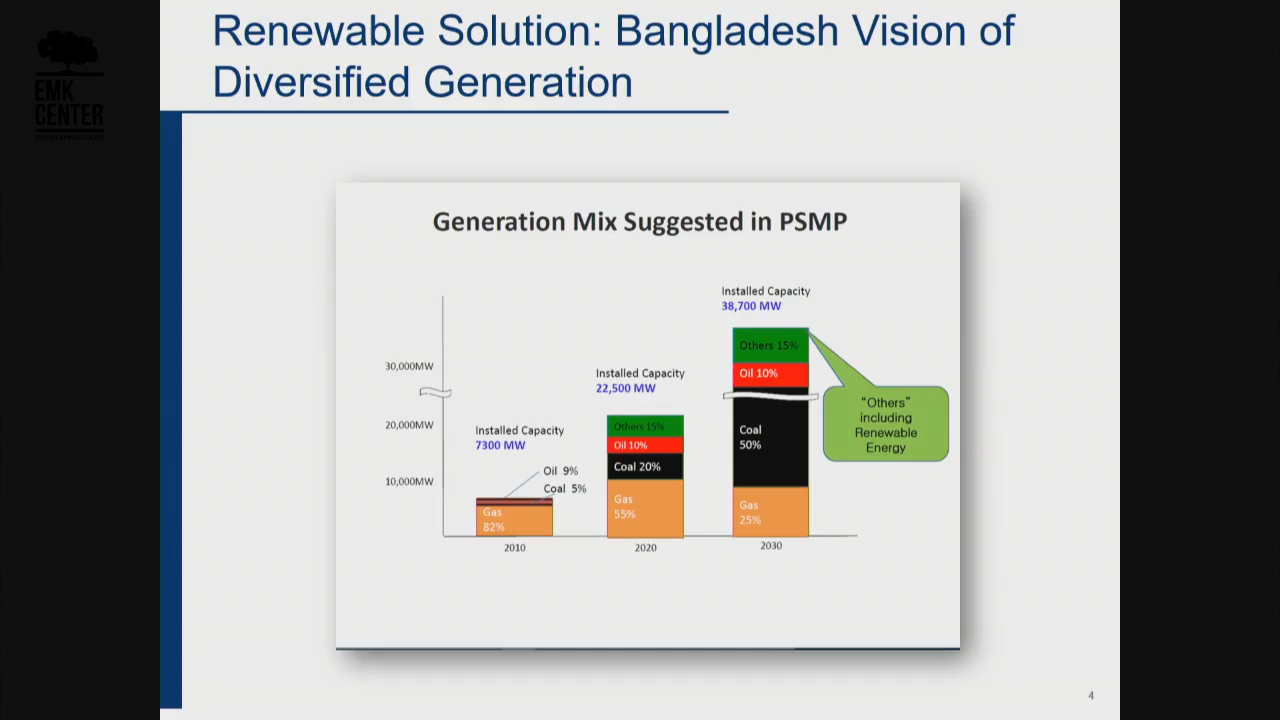 Renewable Solution: Bangladesh Vision of
Diversified Generation
EMK
CENTER
Generation Mix Suggested in PSMP
Installed Capacity
38,700 MW
Others 15%
Oil 10%
Coal
50%
Gas
25%
2030
"Others"
including
Renewable
Energy
Installed Capacity
22,500 MW
Others 15%
Oil 10%
Coal 20%
Gas
55%
2020
Installed Capacity
7300 MW
Oil 9%
Coal 5%
Gas
82%
2010
30,000MW
20,000MW
10,000MW
4